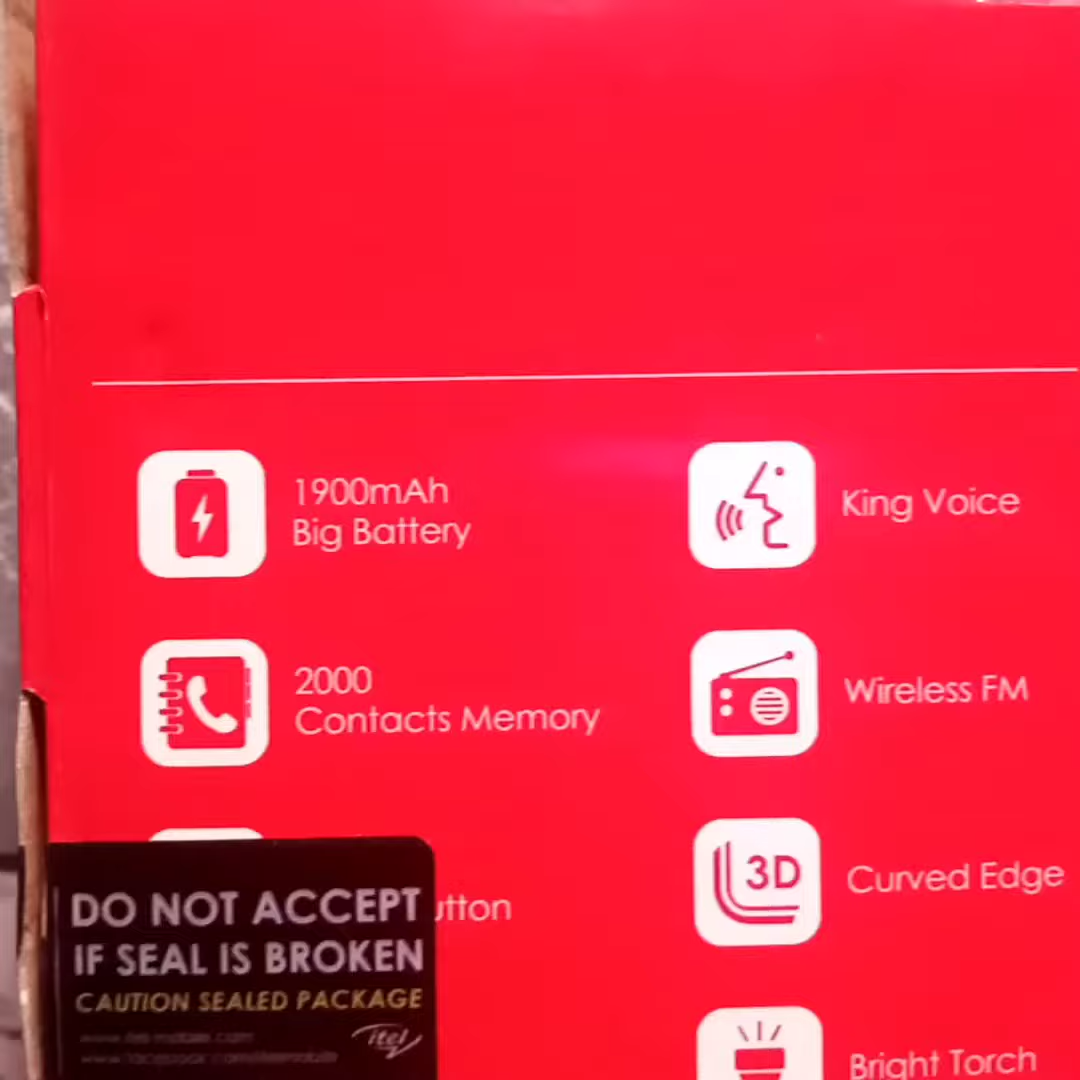 1900mAh
Big Battery
King Voice
2000
Contacts Memory
Wireless FM
3D
Curved Edge
utton
Bright Torch
DO NOT ACCEPT
IF SEAL IS BROKEN
CAUTION SEALED PACKAGE
itel